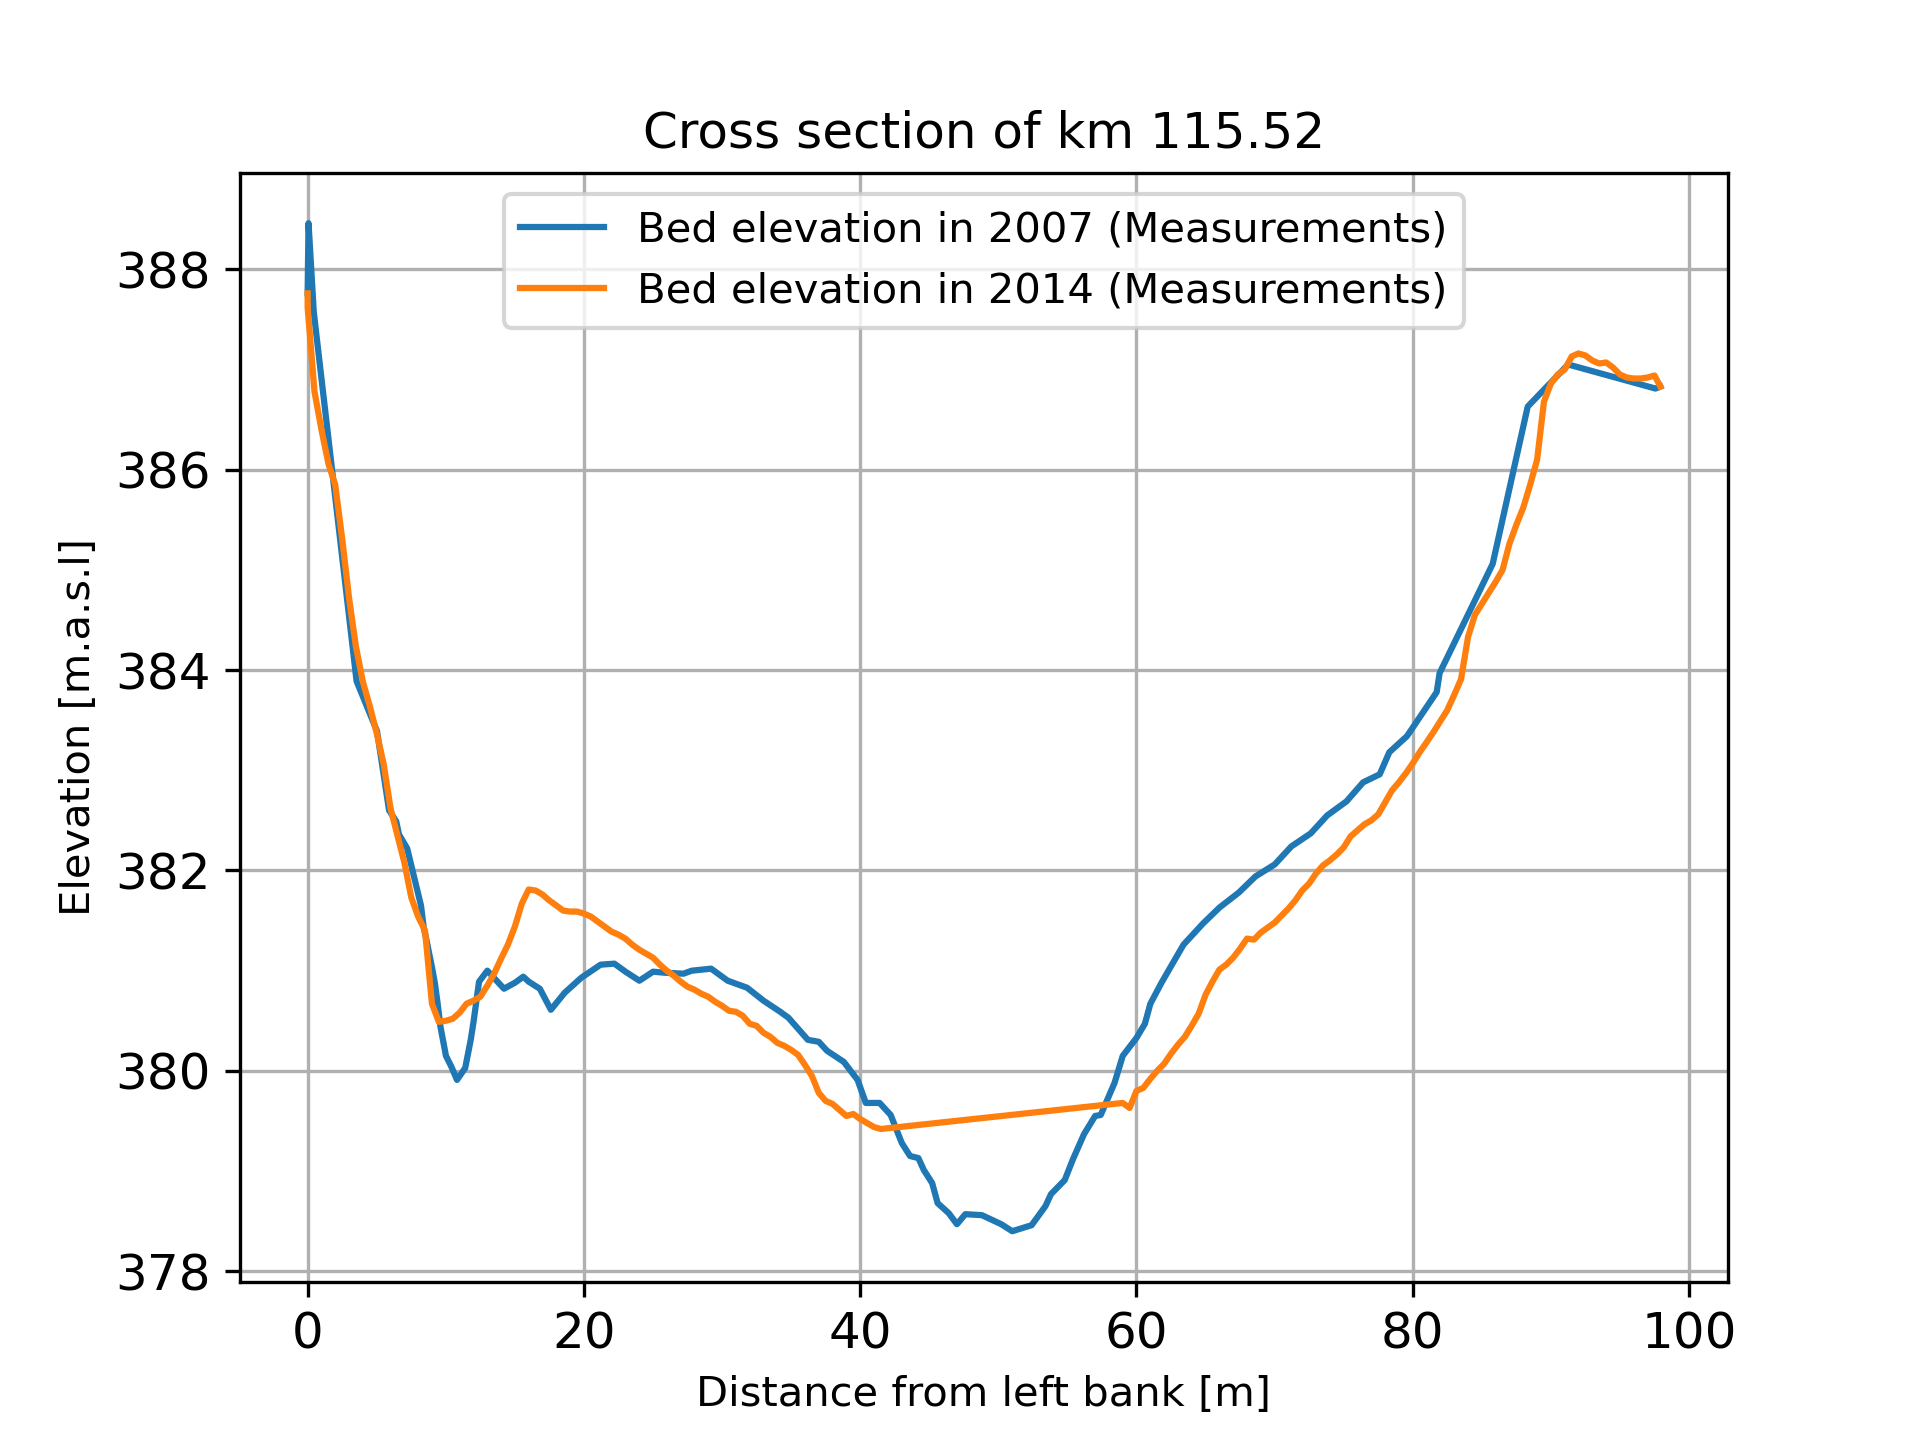 Cross section of km 115.52
Bed elevation in 2007 (Measurements)
Bed elevation in 2014 (Measurements)
388
386
384
382
380
378
Elevation [m.a.s.l]
0 20 40 60 80 100
Distance from left bank [m]